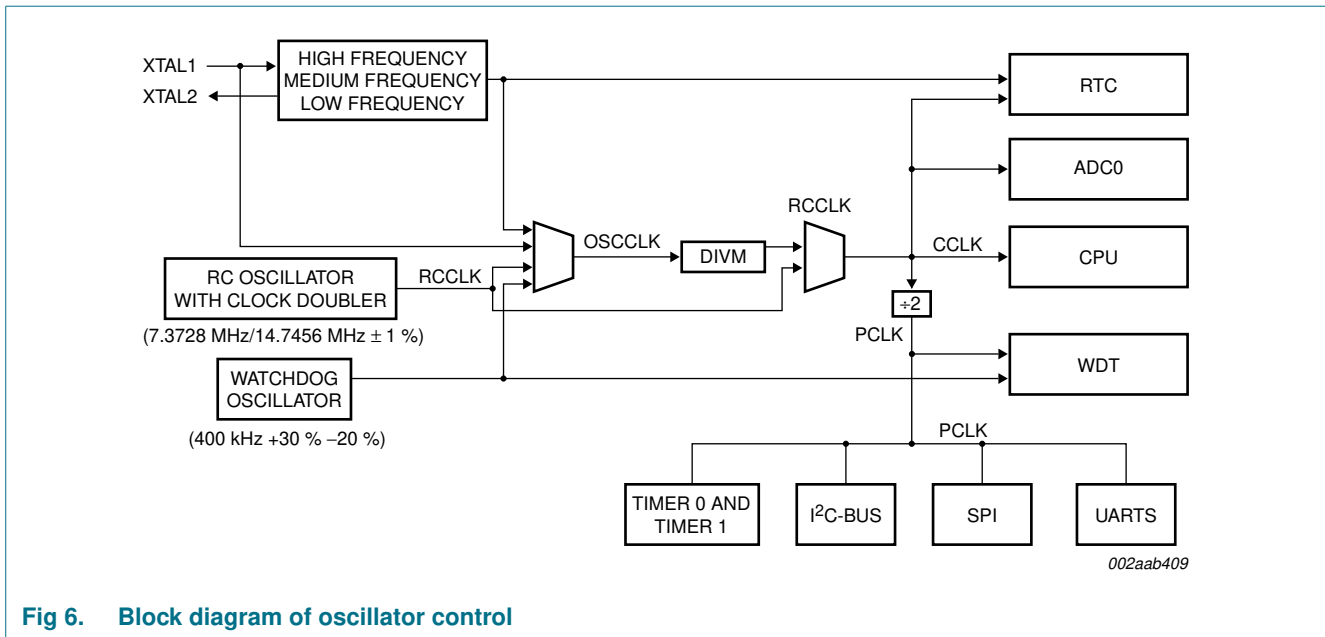 XTAL1
XTAL2
HIGH FREQUENCY
MEDIUM FREQUENCY
LOW FREQUENCY
RTC
ADC0
RCCLK
OSCCLK
DIVM
CCLK
CPU
RC OSCILLATOR
WITH CLOCK DOUBLER
RCCLK
(7.3728 MHz/14.7456 MHz ± 1 %)
÷2
PCLK
WDT
WATCHDOG
OSCILLATOR
(400 kHz +30 % −20 %)
PCLK
TIMER 0 AND
TIMER 1
I²C-BUS
SPI
UARTS
002aab409
Fig 6. Block diagram of oscillator control